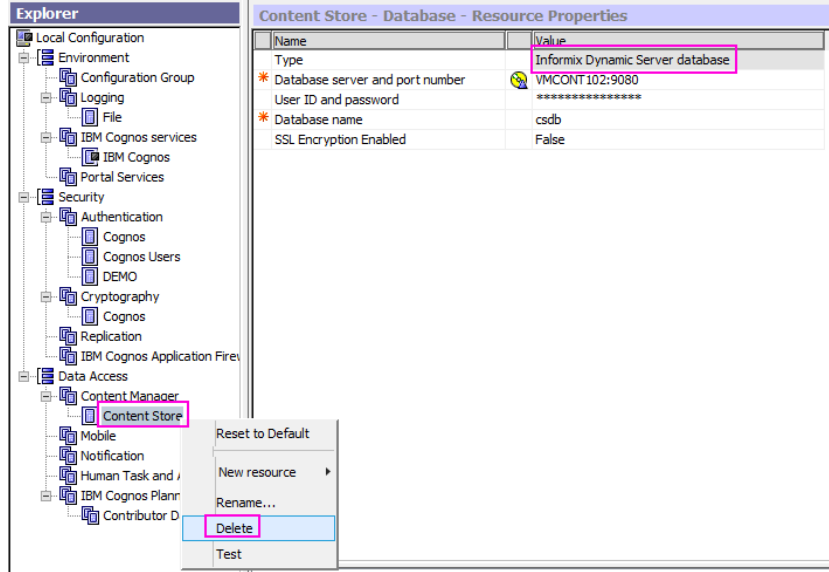 Explorer
Local Configuration
Environment
Configuration Group
Logging
File
IBM Cognos services
IBM Cognos
Portal Services
Security
Authentication
Cognos
Cognos Users
DEMO
Cryptography
Cognos
Replication
IBM Cognos Application Firew
Data Access
Content Manager
Content Store
Mobile
Notification
Human Task and A
IBM Cognos Plann
Contributor D
Reset to Default
New resource
Rename...
Delete
Test
Content Store - Database - Resource Properties
Name Value
Type Informix Dynamic Server database
* Database server and port number VMCONT102:9080
User ID and password ***************
* Database name csdb
SSL Encryption Enabled False